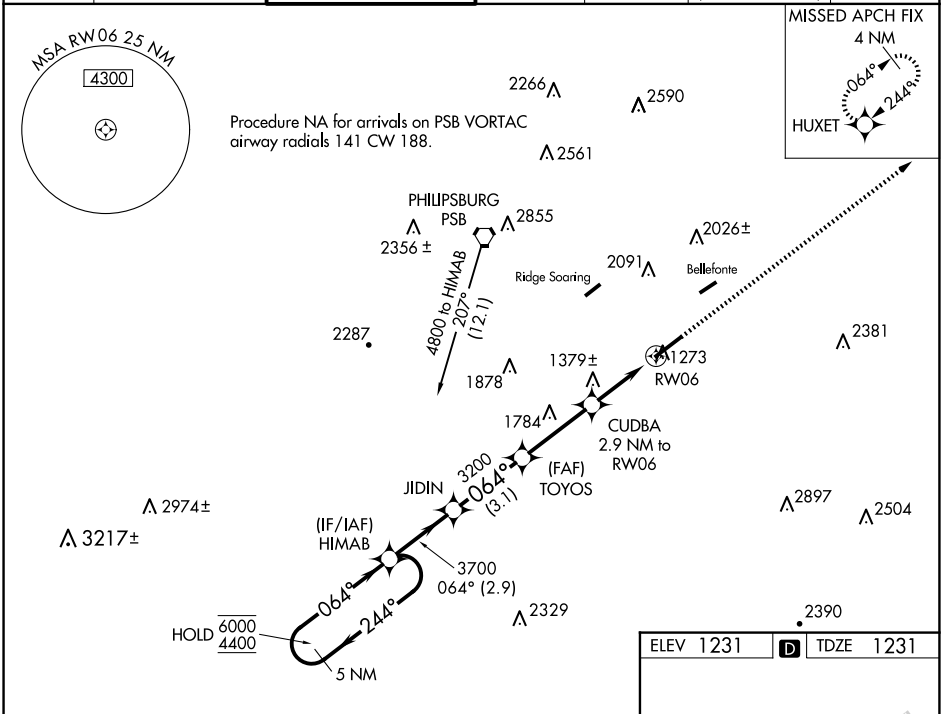 MSA RW06 25 NM
4300
Procedure NA for arrivals on PSB VORTAC
airway radials 141 CW 188.
MISSED APCH FIX
4 NM
064°
244°
HUXET
2266
2590
2561
PHILIPSBURG
PSB
2855
2356 ±
2026±
2091
Ridge Soaring
Bellefonte
4800 to HIMAB
207°
(12.1)
2287
2381
1878
1379±
1273
RW06
1784
CUDBA
2.9 NM to
RW06
(FAF)
TOYOS
JIDIN
3200
064°
(3.1)
2974±
3217±
2897
2504
(IF/IAF)
HIMAB
3700
064° (2.9)
064°
244°
HOLD
6000
4400
5 NM
2329
2390
ELEV 1231
D
TDZE 1231